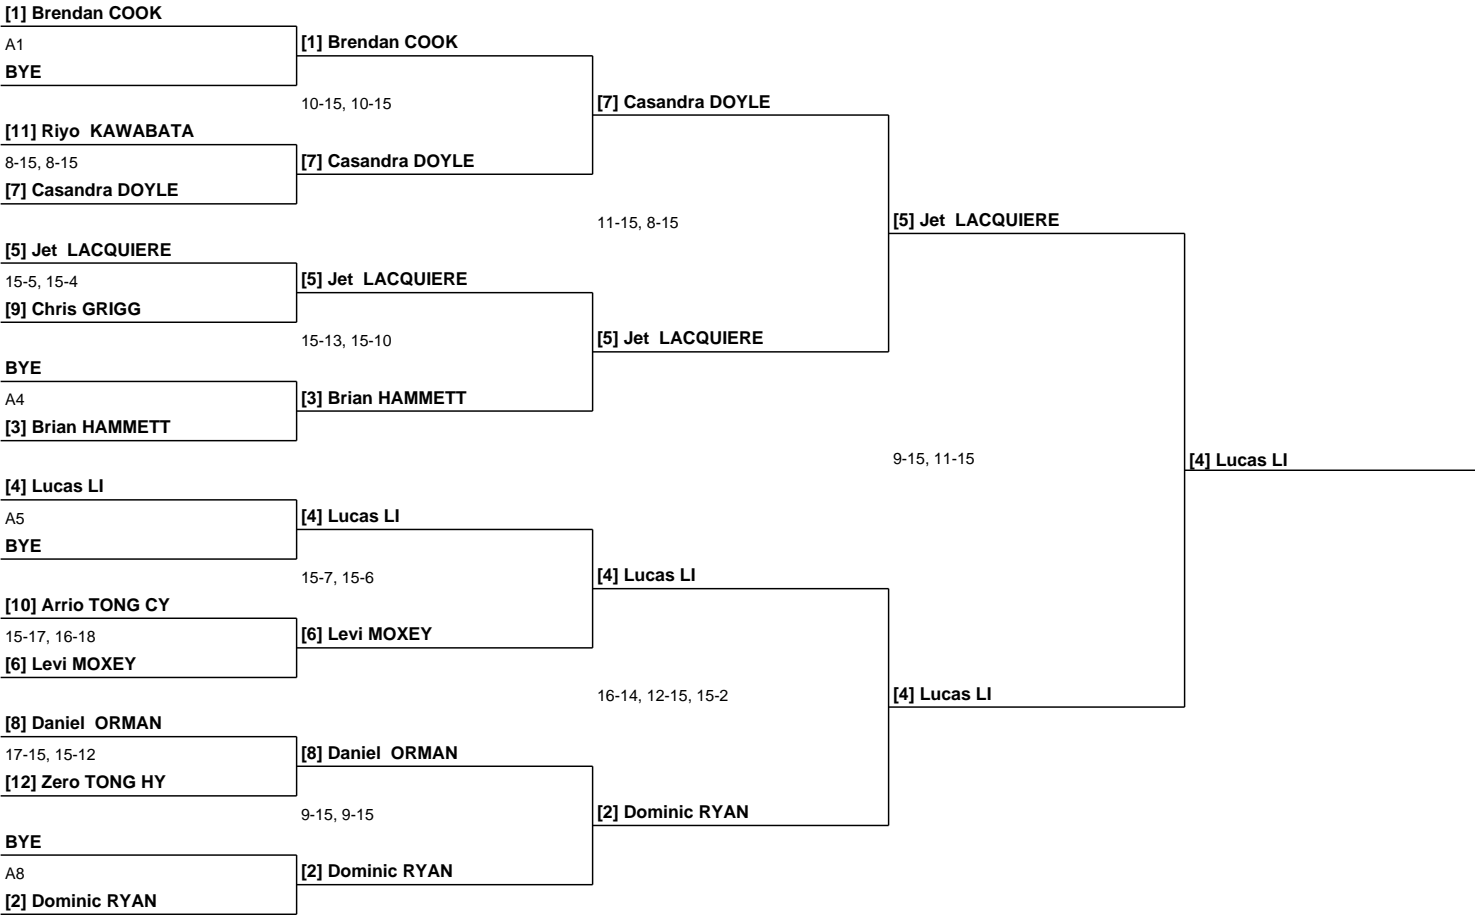 [1] Brendan COOK
A1
BYE
[11] Riyo  KAWABATA
8-15, 8-15
[7] Casandra DOYLE
[5] Jet  LACQUIERE
15-5, 15-4
[9] Chris GRIGG
BYE
A4
[3] Brian HAMMETT
[4] Lucas LI
A5
BYE
[10] Arrio TONG CY
15-17, 16-18
[6] Levi MOXEY
[8] Daniel  ORMAN
17-15, 15-12
[12] Zero TONG HY
BYE
A8
[2] Dominic RYAN
[1] Brendan COOK
10-15, 10-15
[7] Casandra DOYLE
[5] Jet  LACQUIERE
15-13, 15-10
[3] Brian HAMMETT
[4] Lucas LI
15-7, 15-6
[6] Levi MOXEY
[8] Daniel  ORMAN
9-15, 9-15
[2] Dominic RYAN
[7] Casandra DOYLE
11-15, 8-15
[5] Jet  LACQUIERE
[4] Lucas LI
16-14, 12-15, 15-2
[2] Dominic RYAN
[5] Jet  LACQUIERE
9-15, 11-15
[4] Lucas LI
[4] Lucas LI